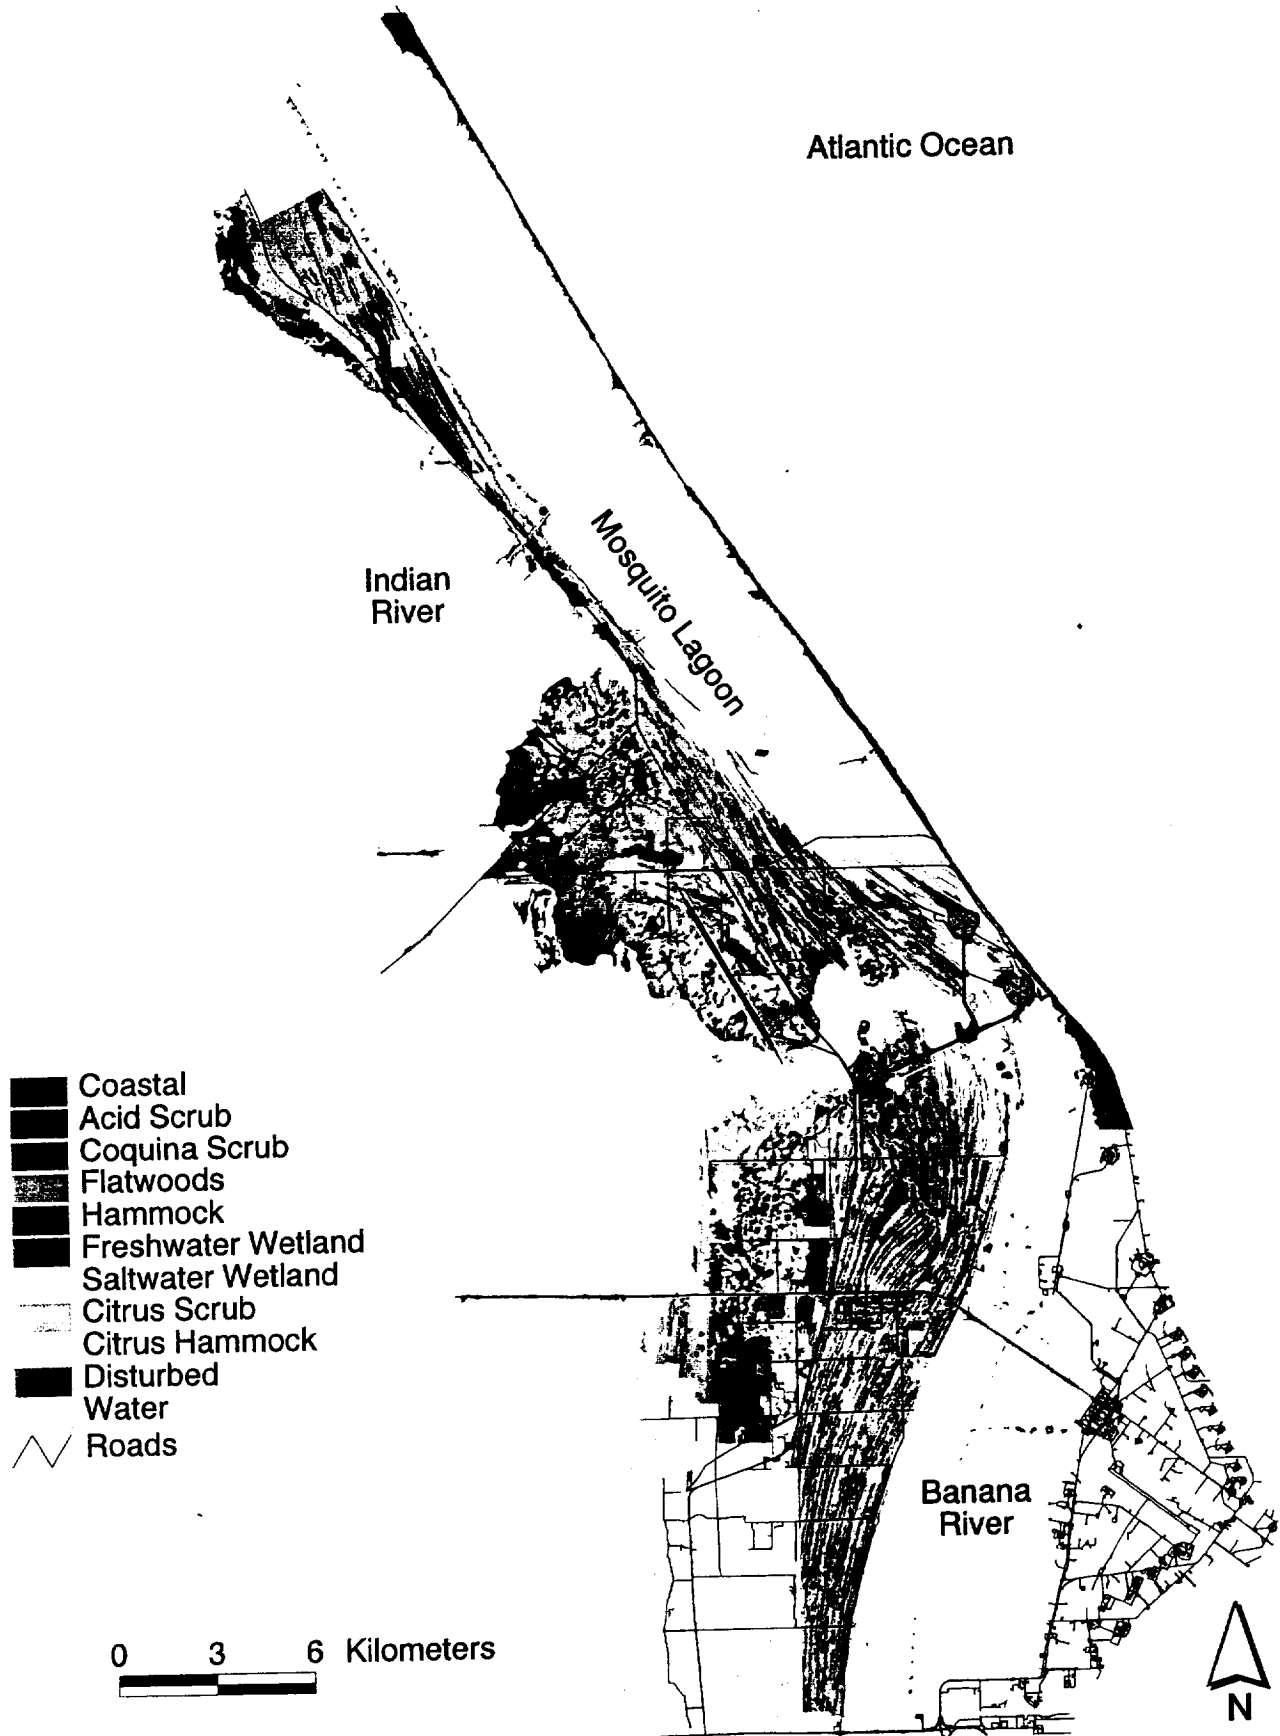 Atlantic Ocean
Mosquito Lagoon
Indian
River
Coastal
Acid Scrub
Coquina Scrub
Flatwoods
Hammock
Freshwater Wetland
Saltwater Wetland
Citrus Scrub
Citrus Hammock
Disturbed
Water
Roads
Banana
River
0 3 6 Kilometers
N